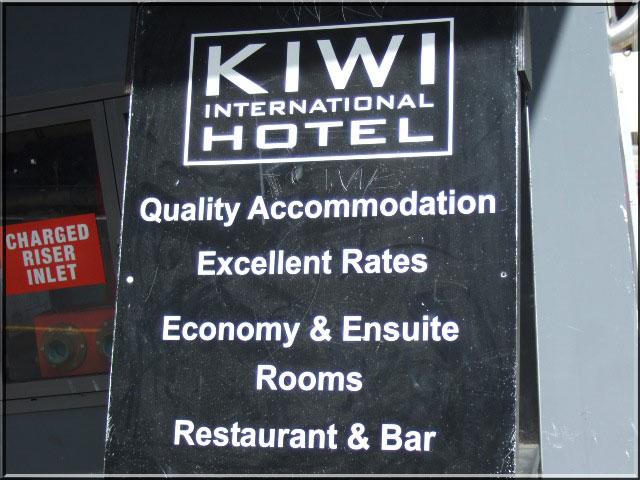 KIWI
INTERNATIONAL
HOTEL
Quality Accommodation
Excellent Rates
Economy & Ensuite
Rooms
Restaurant & Bar
CHARGED
RISER
INLET